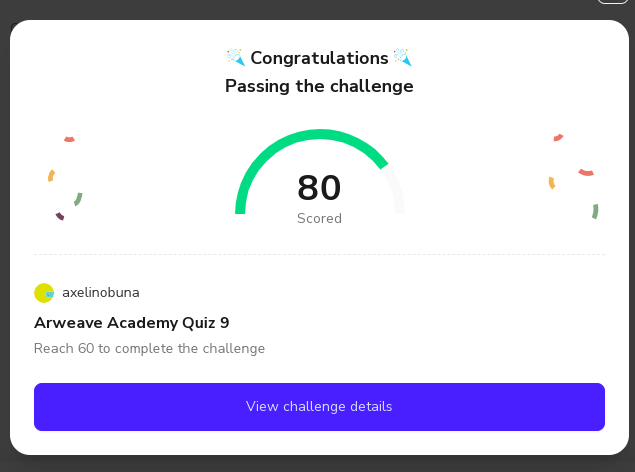 Congratulations
Passing the challenge
80
Scored
axelinobuna
Arweave Academy Quiz 9
Reach 60 to complete the challenge
View challenge details